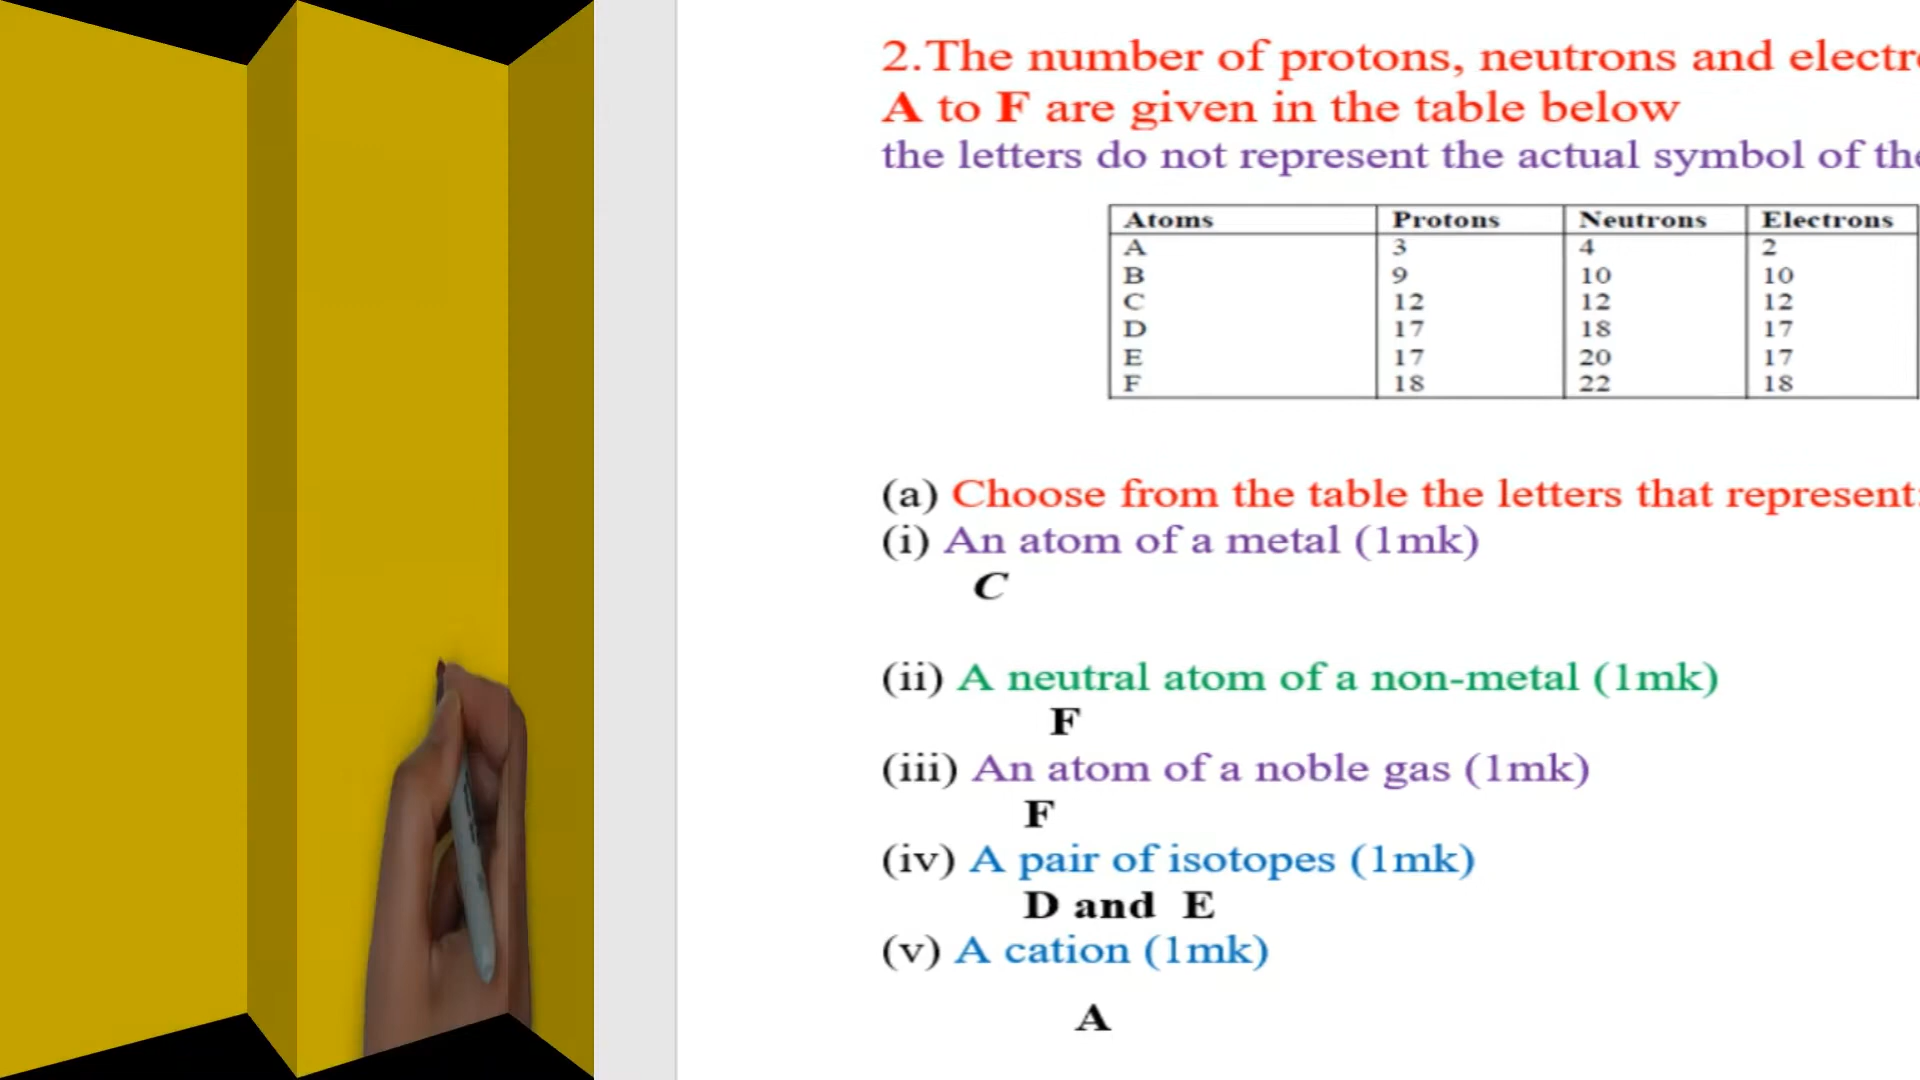 2.The number of protons, neutrons and
A to F are given in the table below
the letters do not represent the actual symbol of
Atoms Protons Neutrons Electrons
A 3 4 2
B 9 10 10
C 12 12 12
D 17 18 17
E 17 20 17
F 18 22 18
(a) Choose from the table the letters that represent:
(i) An atom of a metal (1mk)
C
(ii) A neutral atom of a non-metal (1mk)
F
(iii) An atom of a noble gas (1mk)
F
(iv) A pair of isotopes (1mk)
D and E
(v) A cation (1mk)
A